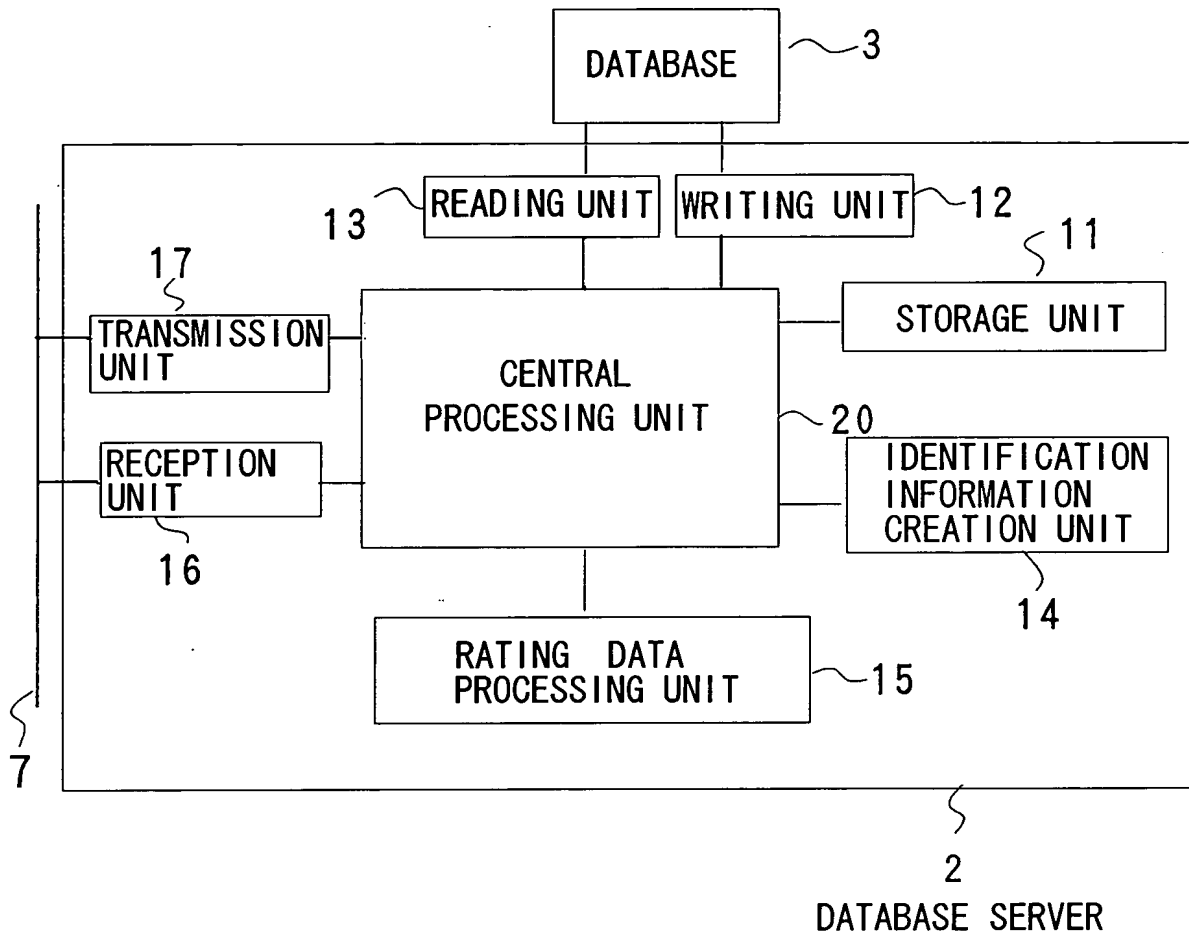 DATABASE
3
READING UNIT
WRITING UNIT
13
12
17
11
TRANSMISSION
UNIT
STORAGE UNIT
CENTRAL
PROCESSING UNIT
20
RECEPTION
UNIT
IDENTIFICATION
INFORMATION
CREATION UNIT
16
14
RATING DATA
PROCESSING UNIT
15
7
2
DATABASE SERVER